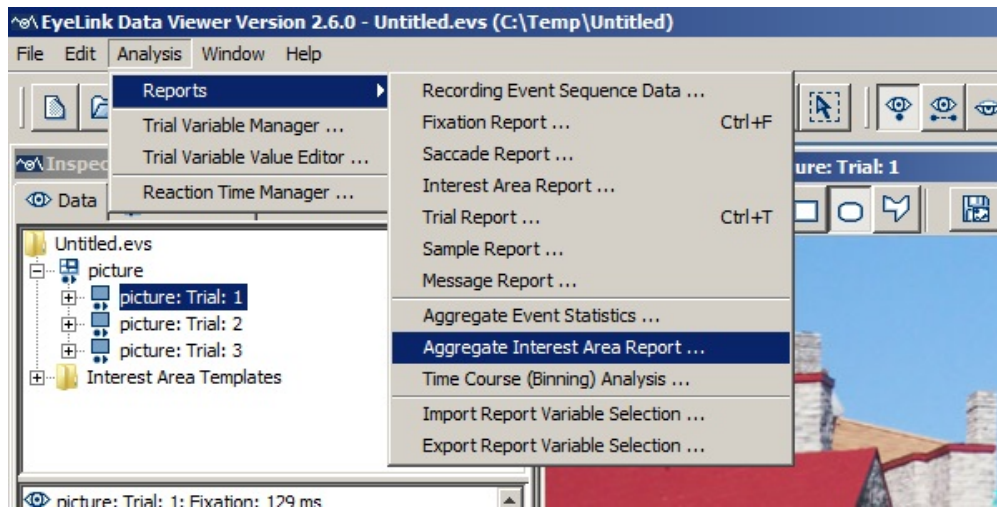 EyeLink Data Viewer Version 2.6.0 - Untitled.evs (C:\Temp\Untitled)
File Edit Analysis Window Help
Reports
Trial Variable Manager ...
Trial Variable Value Editor ...
Reaction Time Manager ...
Recording Event Sequence Data ...
Fixation Report ... Ctrl+F
Saccade Report ...
Interest Area Report ...
Trial Report ... Ctrl+T
Sample Report ...
Message Report ...
Aggregate Event Statistics ...
Aggregate Interest Area Report ...
Time Course (Binning) Analysis ...
Import Report Variable Selection ...
Export Report Variable Selection ...
Inspec
Data
Untitled.evs
picture
picture: Trial: 1
picture: Trial: 2
picture: Trial: 3
Interest Area Templates
picture: Trial: 1: Fixation: 129 ms
ure: Trial: 1